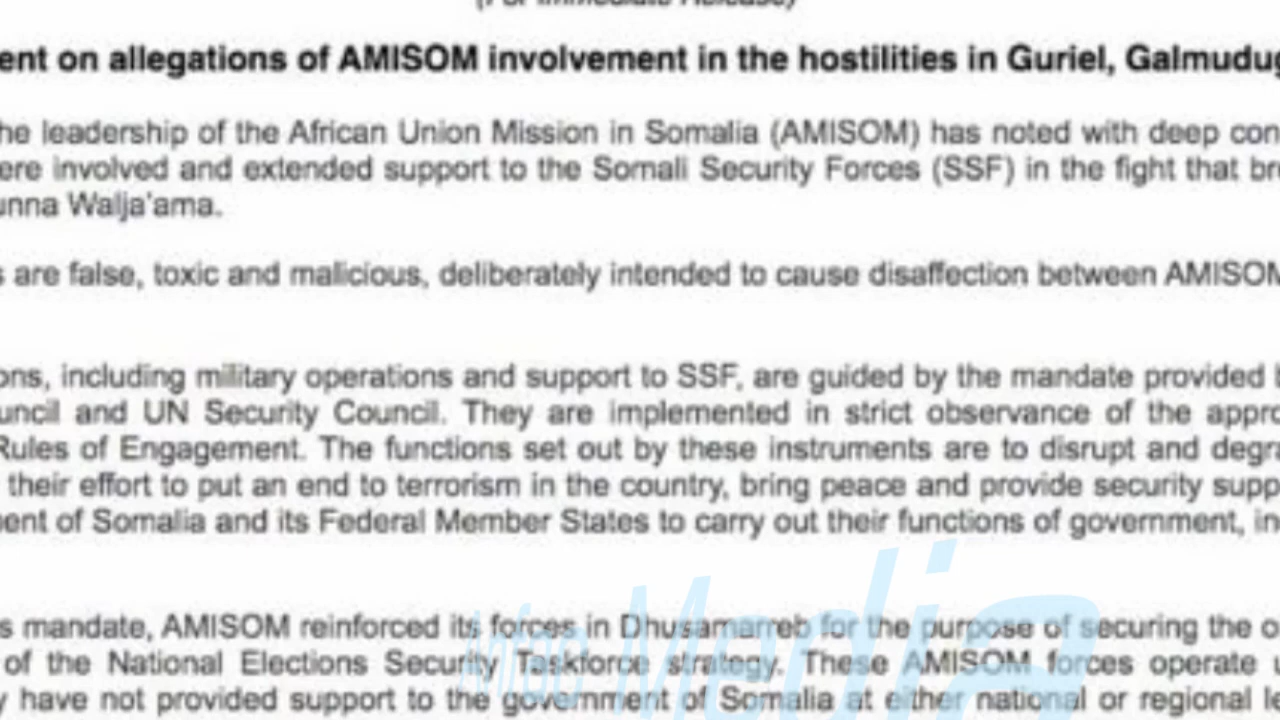 (For Immediate Release)
ent on allegations of AMISOM involvement in the hostilities in Guriel, Galmudug
he leadership of the African Union Mission in Somalia (AMISOM) has noted with deep con
ere involved and extended support to the Somali Security Forces (SSF) in the fight that bro
unna Walja'ama.
s are false, toxic and malicious, deliberately intended to cause disaffection between AMISOM
ons, including military operations and support to SSF, are guided by the mandate provided b
uncil and UN Security Council. They are implemented in strict observance of the appro
Rules of Engagement. The functions set out by these instruments are to disrupt and degra
their effort to put an end to terrorism in the country, bring peace and provide security supp
ent of Somalia and its Federal Member States to carry out their functions of government, in
s mandate, AMISOM reinforced its forces in Dhusamarreb for the purpose of securing the o
of the National Elections Security Taskforce strategy. These AMISOM forces operate u
y have not provided support to the government of Somalia at either national or regional le
Media